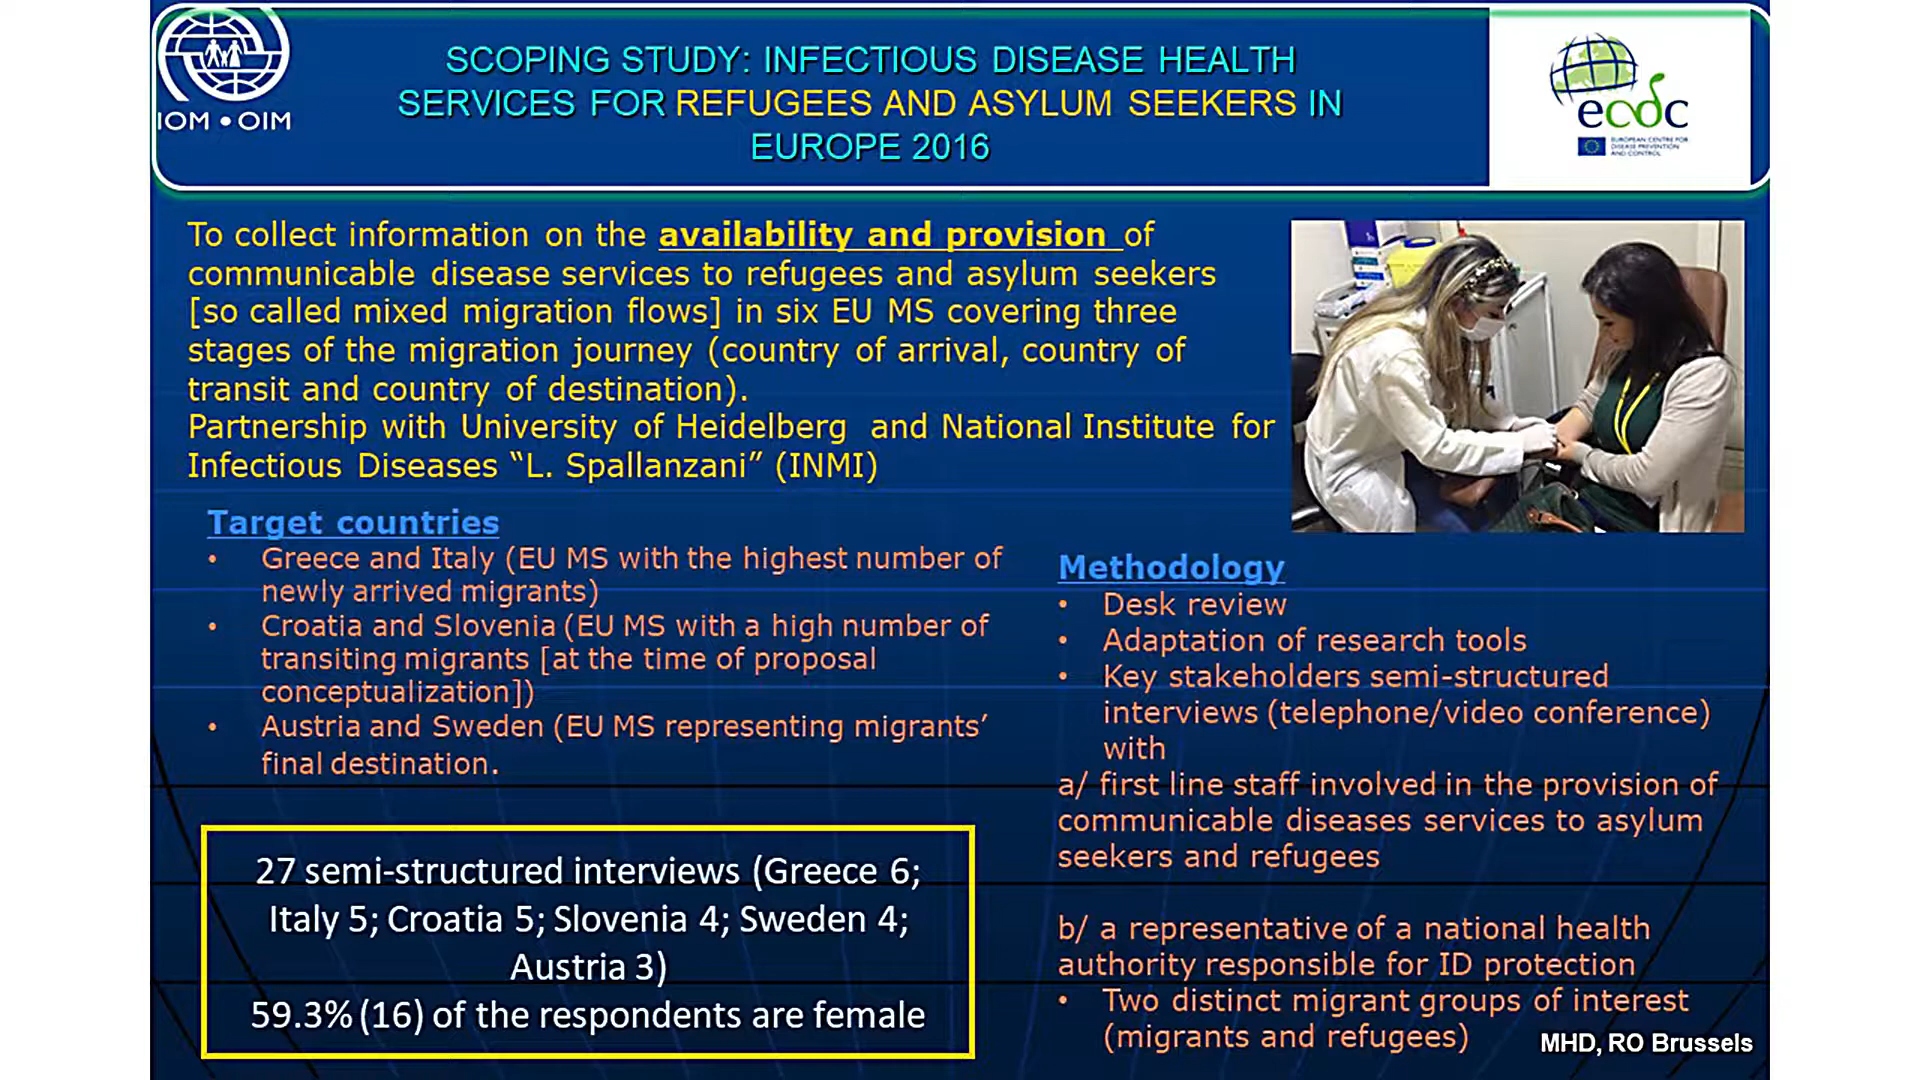 IOM • OIM
SCOPING STUDY: INFECTIOUS DISEASE HEALTH
SERVICES FOR REFUGEES AND ASYLUM SEEKERS IN
EUROPE 2016
ecdc
EUROPEAN CENTRE FOR
DISEASE PREVENTION
AND CONTROL
To collect information on the availability and provision of
communicable disease services to refugees and asylum seekers
[so called mixed migration flows] in six EU MS covering three
stages of the migration journey (country of arrival, country of
transit and country of destination).
Partnership with University of Heidelberg and National Institute for
Infectious Diseases “L. Spallanzani” (INMI)
Target countries
• Greece and Italy (EU MS with the highest number of
newly arrived migrants)
• Croatia and Slovenia (EU MS with a high number of
transiting migrants [at the time of proposal
conceptualization])
• Austria and Sweden (EU MS representing migrants’
final destination.
27 semi-structured interviews (Greece 6;
Italy 5; Croatia 5; Slovenia 4; Sweden 4;
Austria 3)
59.3% (16) of the respondents are female
Methodology
• Desk review
• Adaptation of research tools
• Key stakeholders semi-structured
interviews (telephone/video conference)
with
a/ first line staff involved in the provision of
communicable diseases services to asylum
seekers and refugees
b/ a representative of a national health
authority responsible for ID protection
• Two distinct migrant groups of interest
(migrants and refugees)
MHD, RO Brussels